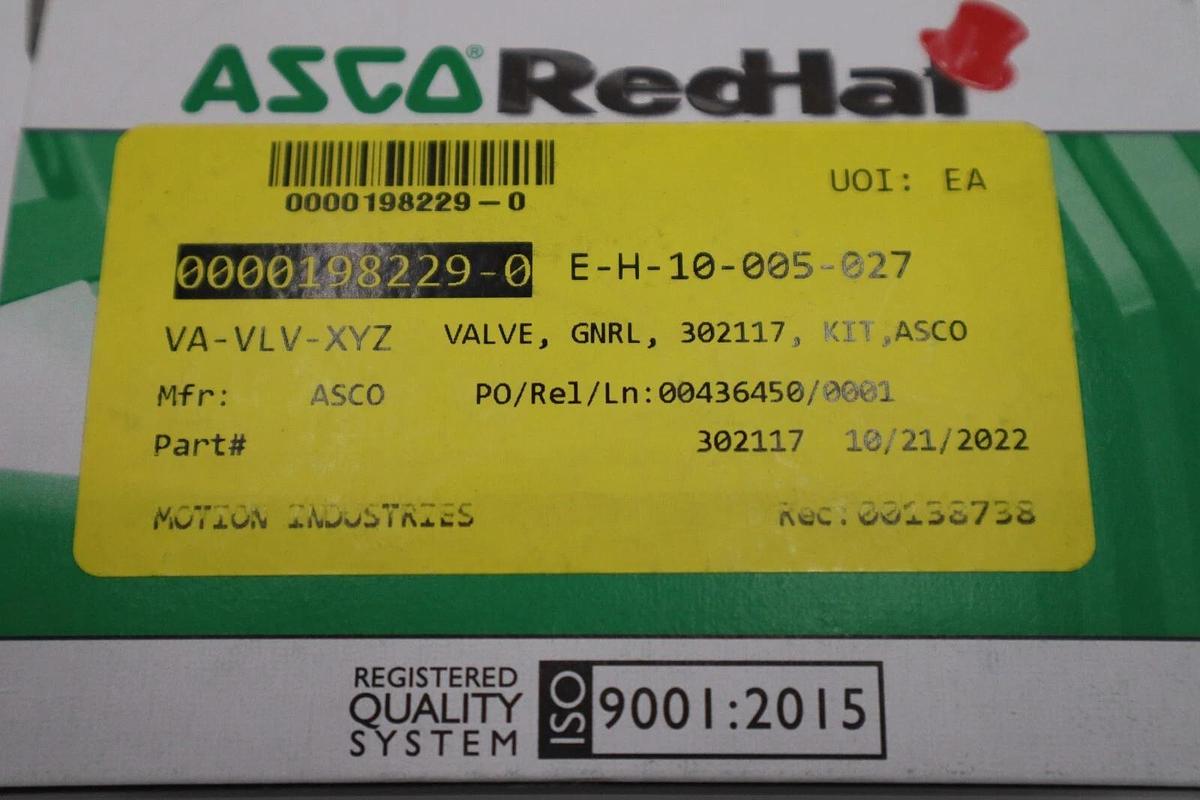 ASCO® RedHat
0000198229-0
UOI: EA
0000198229-0 E-H-10-005-027
VA-VLV-XYZ VALVE, GNRL, 302117, KIT,ASCO
Mfr: ASCO PO/Rel/Ln:00436450/0001
Part# 302117 10/21/2022
MOTION INDUSTRIES Rec:00138738
REGISTERED
QUALITY
SYSTEM
ISO 9001:2015